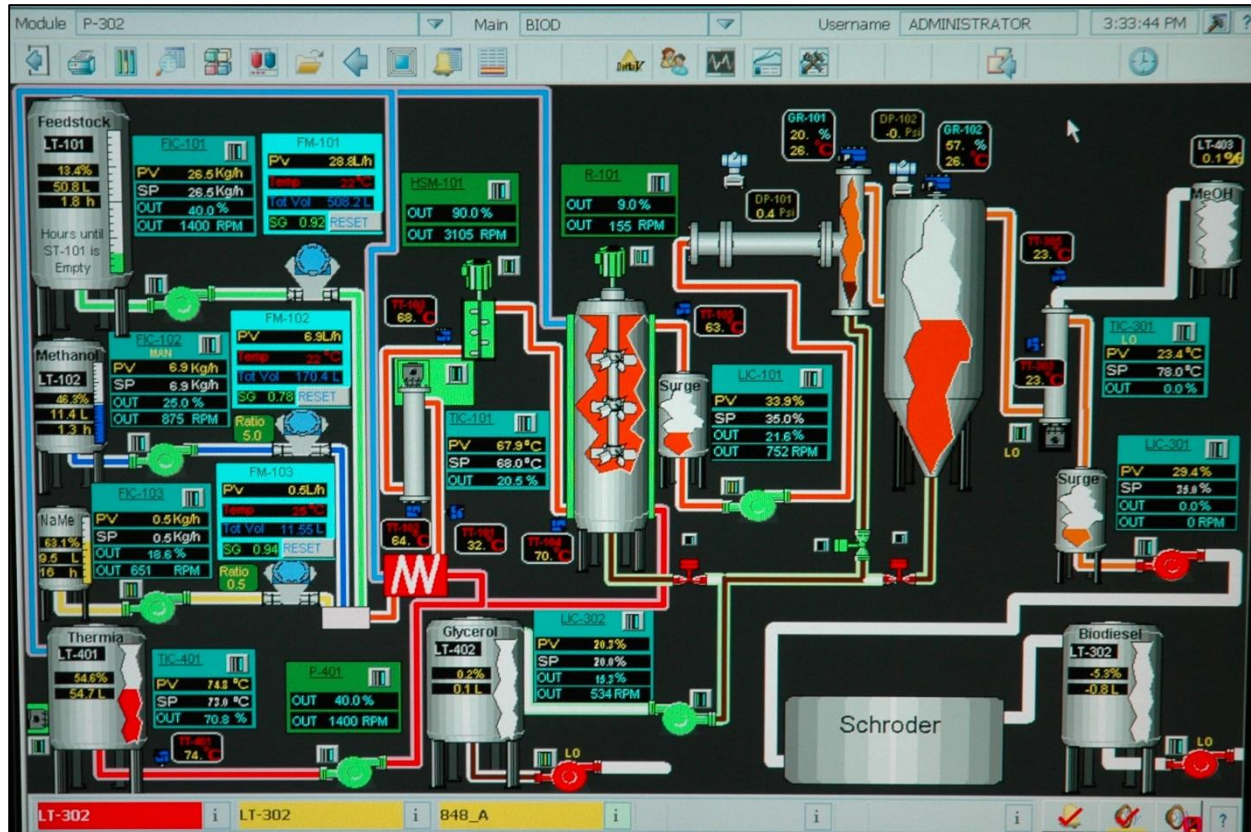 Module P-302 Main BIOD Username ADMINISTRATOR 3:33:44 PM ?
DeltaV
Feedstock
LT-101
13.4%
50.8 L
1.8 h
Hours until
ST-101 is
Empty
FIC-101
PV 26.5 Kg/h
SP 26.5 Kg/h
OUT 40.0 %
OUT 1400 RPM
FM-101
PV 28.8L/h
Temp 22 °C
Tot Vol 508.2 L
SG 0.92 RESET
HSM-101
OUT 90.0 %
OUT 3105 RPM
R-101
OUT 9.0 %
OUT 155 RPM
GR-101
20. %
26. °C
DP-102
-0. Psi
GR-102
57. %
26. °C
DP-101
0.4 Psi
LT-403
0.1%
MeOH
Methanol
LT-102
46.3%
11.4 L
1.3 h
FIC-102
MAN
PV 6.9 Kg/h
SP 6.9 Kg/h
OUT 25.0 %
OUT 875 RPM
FM-102
PV 6.9L/h
Temp 22 °C
Tot Vol 170.4 L
SG 0.78 RESET
Ratio
5.0
68. °C
TT-105
63. °C
Surge
LIC-101
PV 33.9%
SP 35.0%
OUT 21.6%
OUT 752 RPM
TT-305
23. °C
TT-303
23. °C
LO
TIC-301
LO
PV 23.4 °C
SP 78.0 °C
OUT 0.0 %
TIC-101
PV 67.9 °C
SP 68.0 °C
OUT 20.5 %
NaMe
63.1%
9.5 L
16 h
FIC-103
PV 0.5 Kg/h
SP 0.5 Kg/h
OUT 18.6 %
OUT 651 RPM
FM-103
PV 0.5L/h
Temp 25 °C
Tot Vol 11.55 L
SG 0.94 RESET
Ratio
0.5
TT-102
64. °C
TT-103
32. °C
TT-104
70. °C
Surge
LIC-301
PV 29.4%
SP 35.0%
OUT 0.0%
OUT 0 RPM
Thermia
LT-401
54.6%
54.7 L
TIC-401
PV 74.3 °C
SP 73.0 °C
OUT 70.8 %
TT-401
74. °C
P-401
OUT 40.0 %
OUT 1400 RPM
Glycerol
LT-402
0.2%
0.1 L
LO
LIC-302
PV 20.3%
SP 20.0%
OUT 15.3%
OUT 534 RPM
Schroder
Biodiesel
LT-302
-5.3%
-0.8 L
LO
LT-302 i LT-302 i 848_A i i i ?